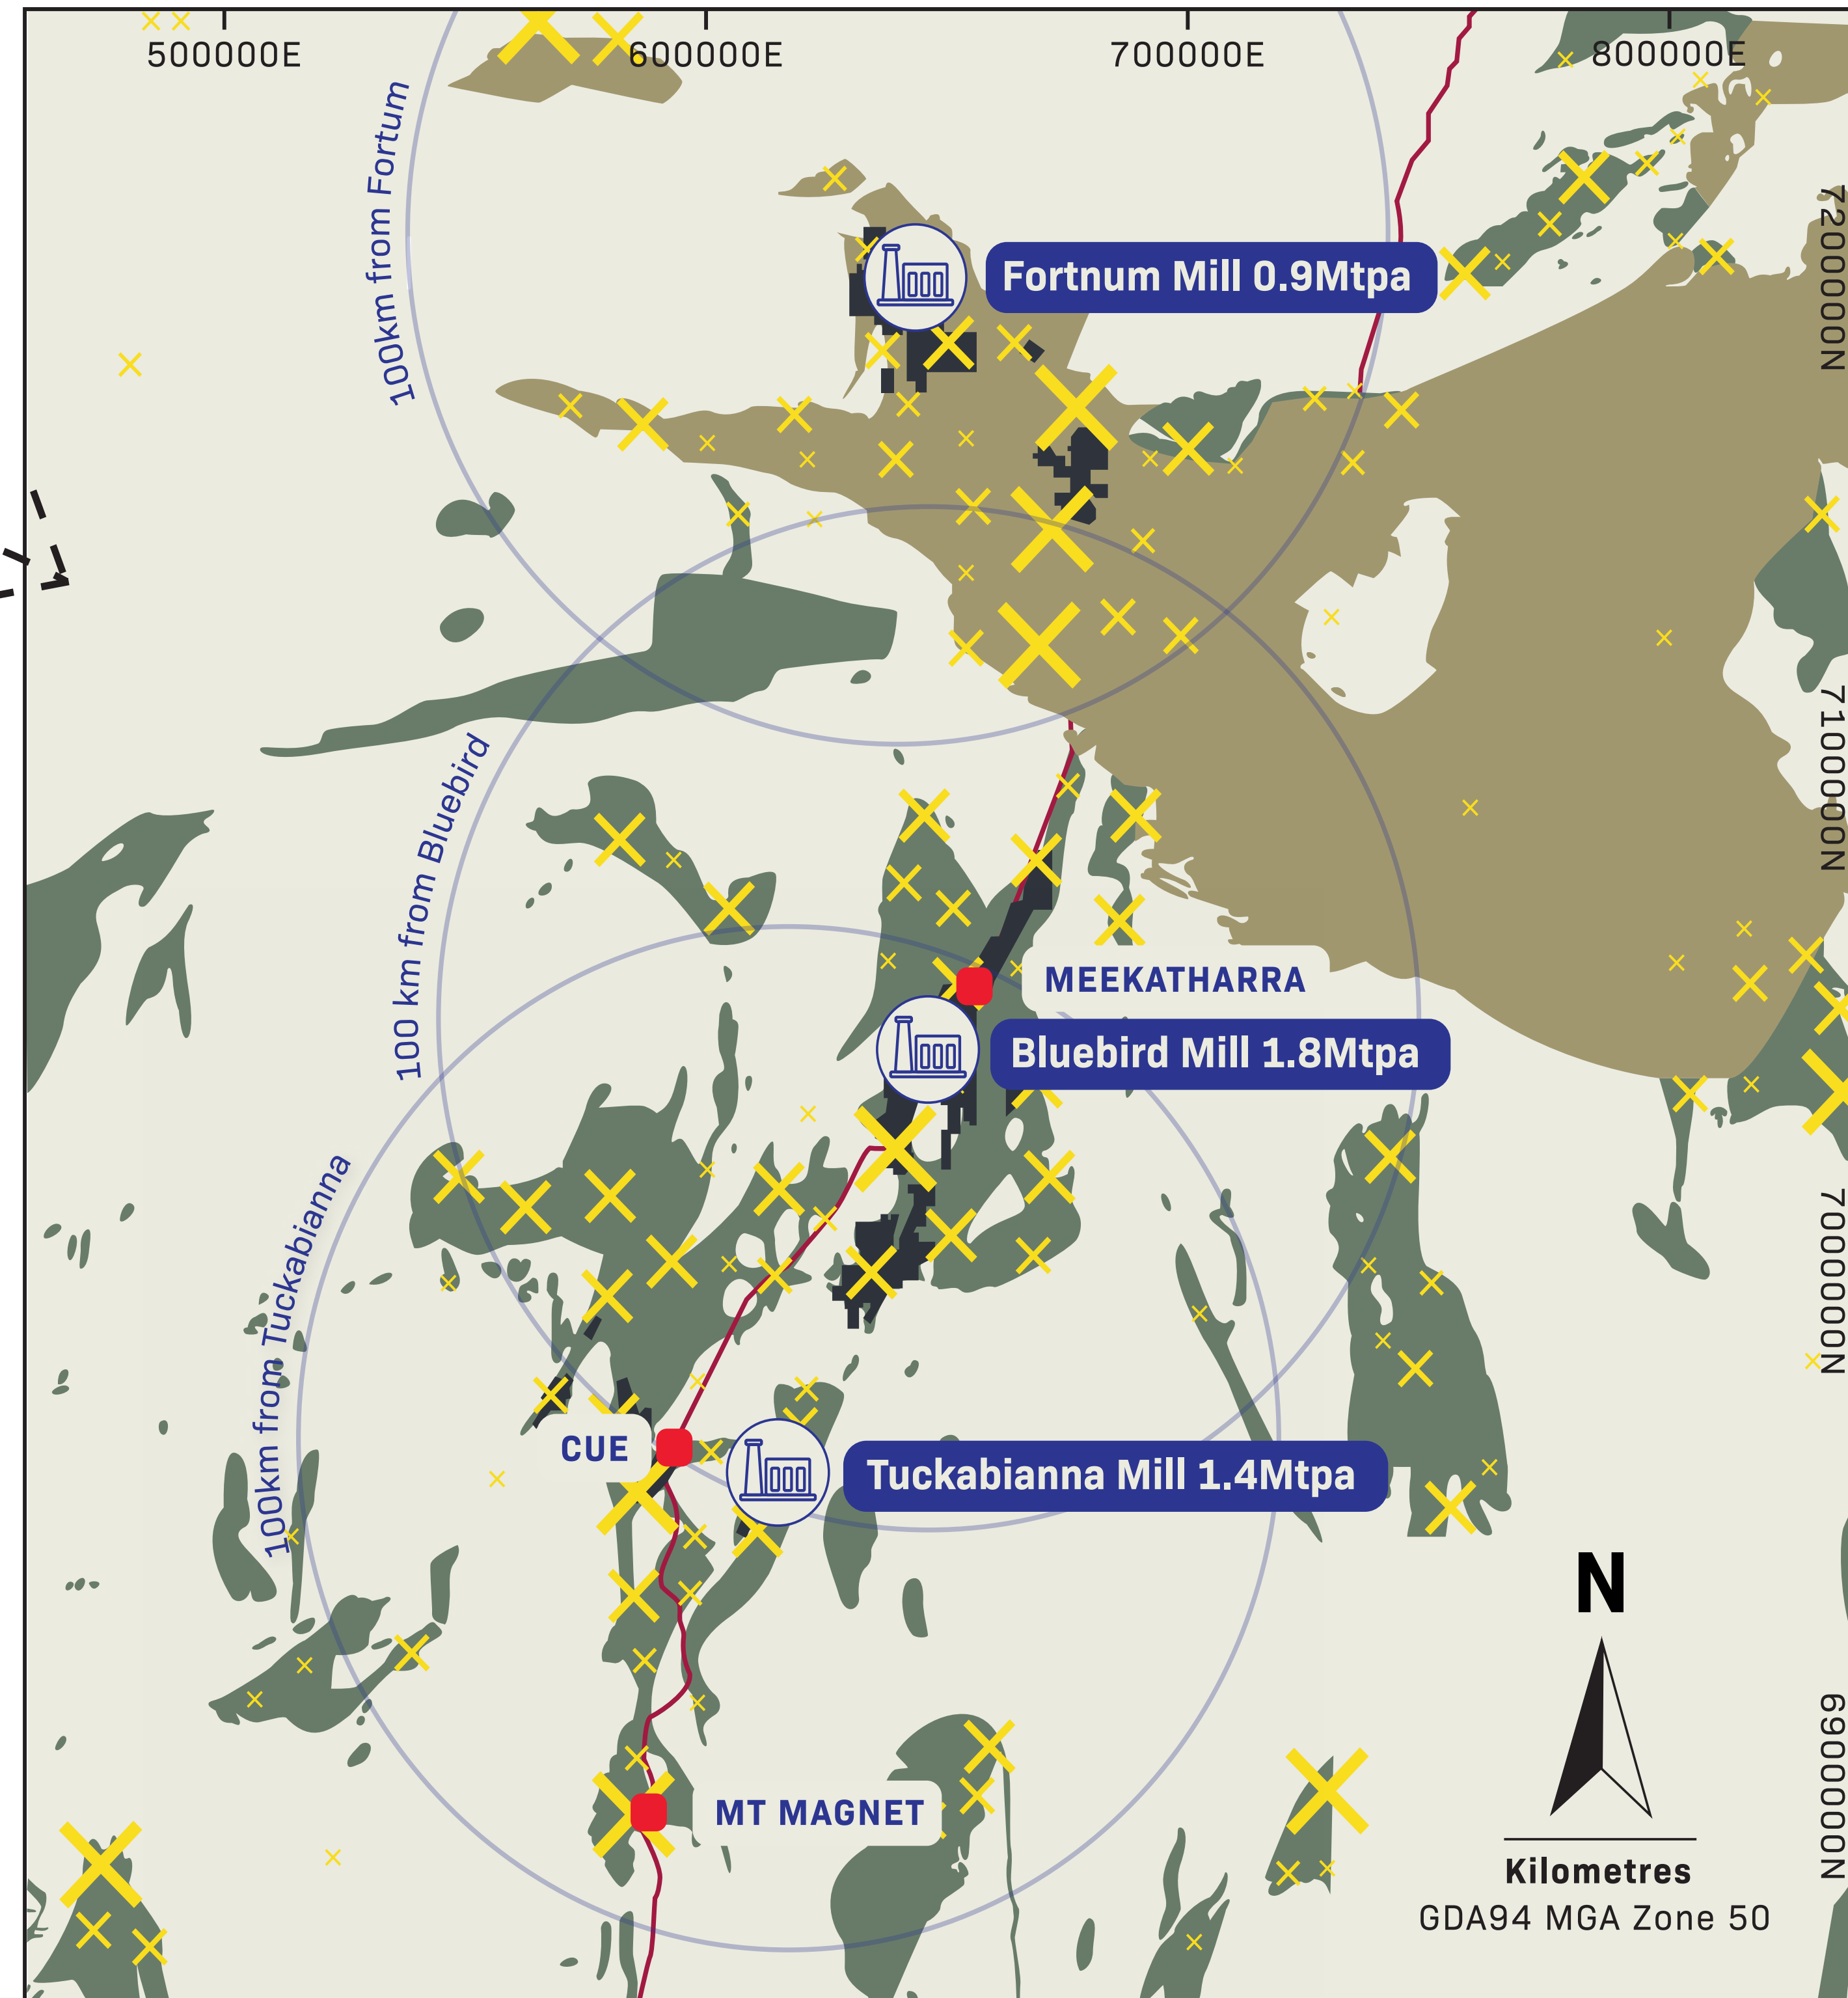 500000E
600000E
700000E
800000E
100km from Fortum
7200000N
Fortnum Mill 0.9Mtpa
7100000N
100 km from Bluebird
MEEKATHARRA
Bluebird Mill 1.8Mtpa
100km from Tuckabianna
7000000N
CUE
Tuckabianna Mill 1.4Mtpa
N
6900000N
MT MAGNET
Kilometres
GDA94 MGA Zone 50